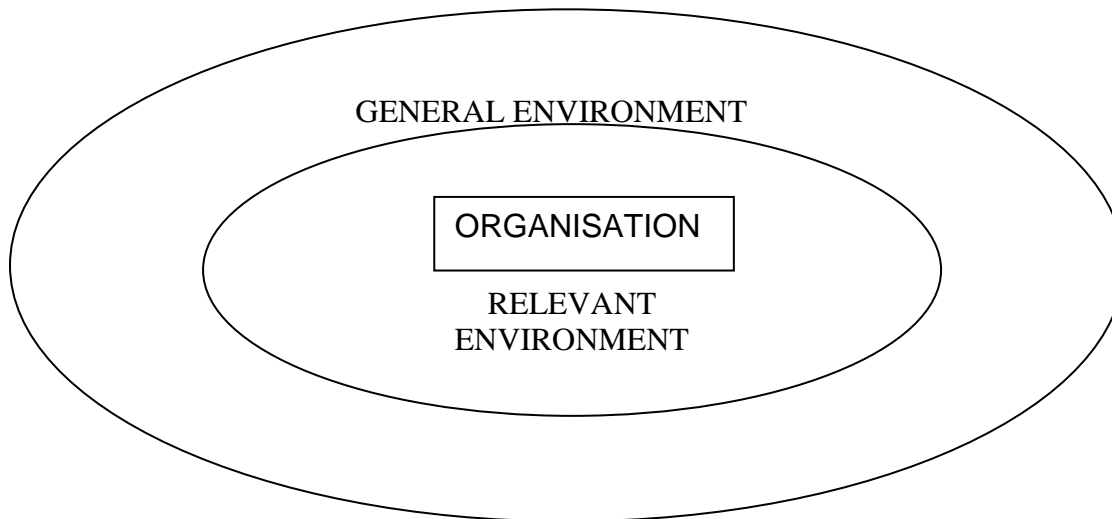 GENERAL ENVIRONMENT
ORGANISATION
RELEVANT
ENVIRONMENT